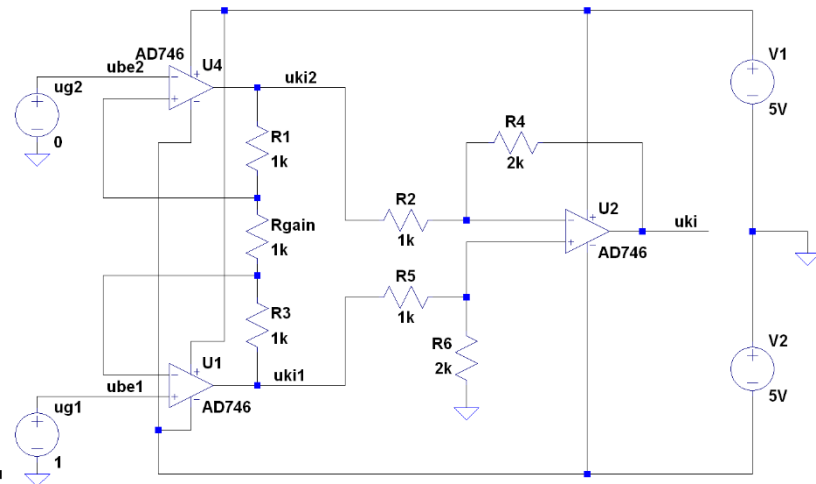 AD746
U4
ube2
uki2
ug2
0
R1
1k
Rgain
1k
R3
1k
U1
AD746
ube1
uki1
ug1
1
R4
2k
R2
1k
U2
AD746
uki
R5
1k
R6
2k
V1
5V
V2
5V